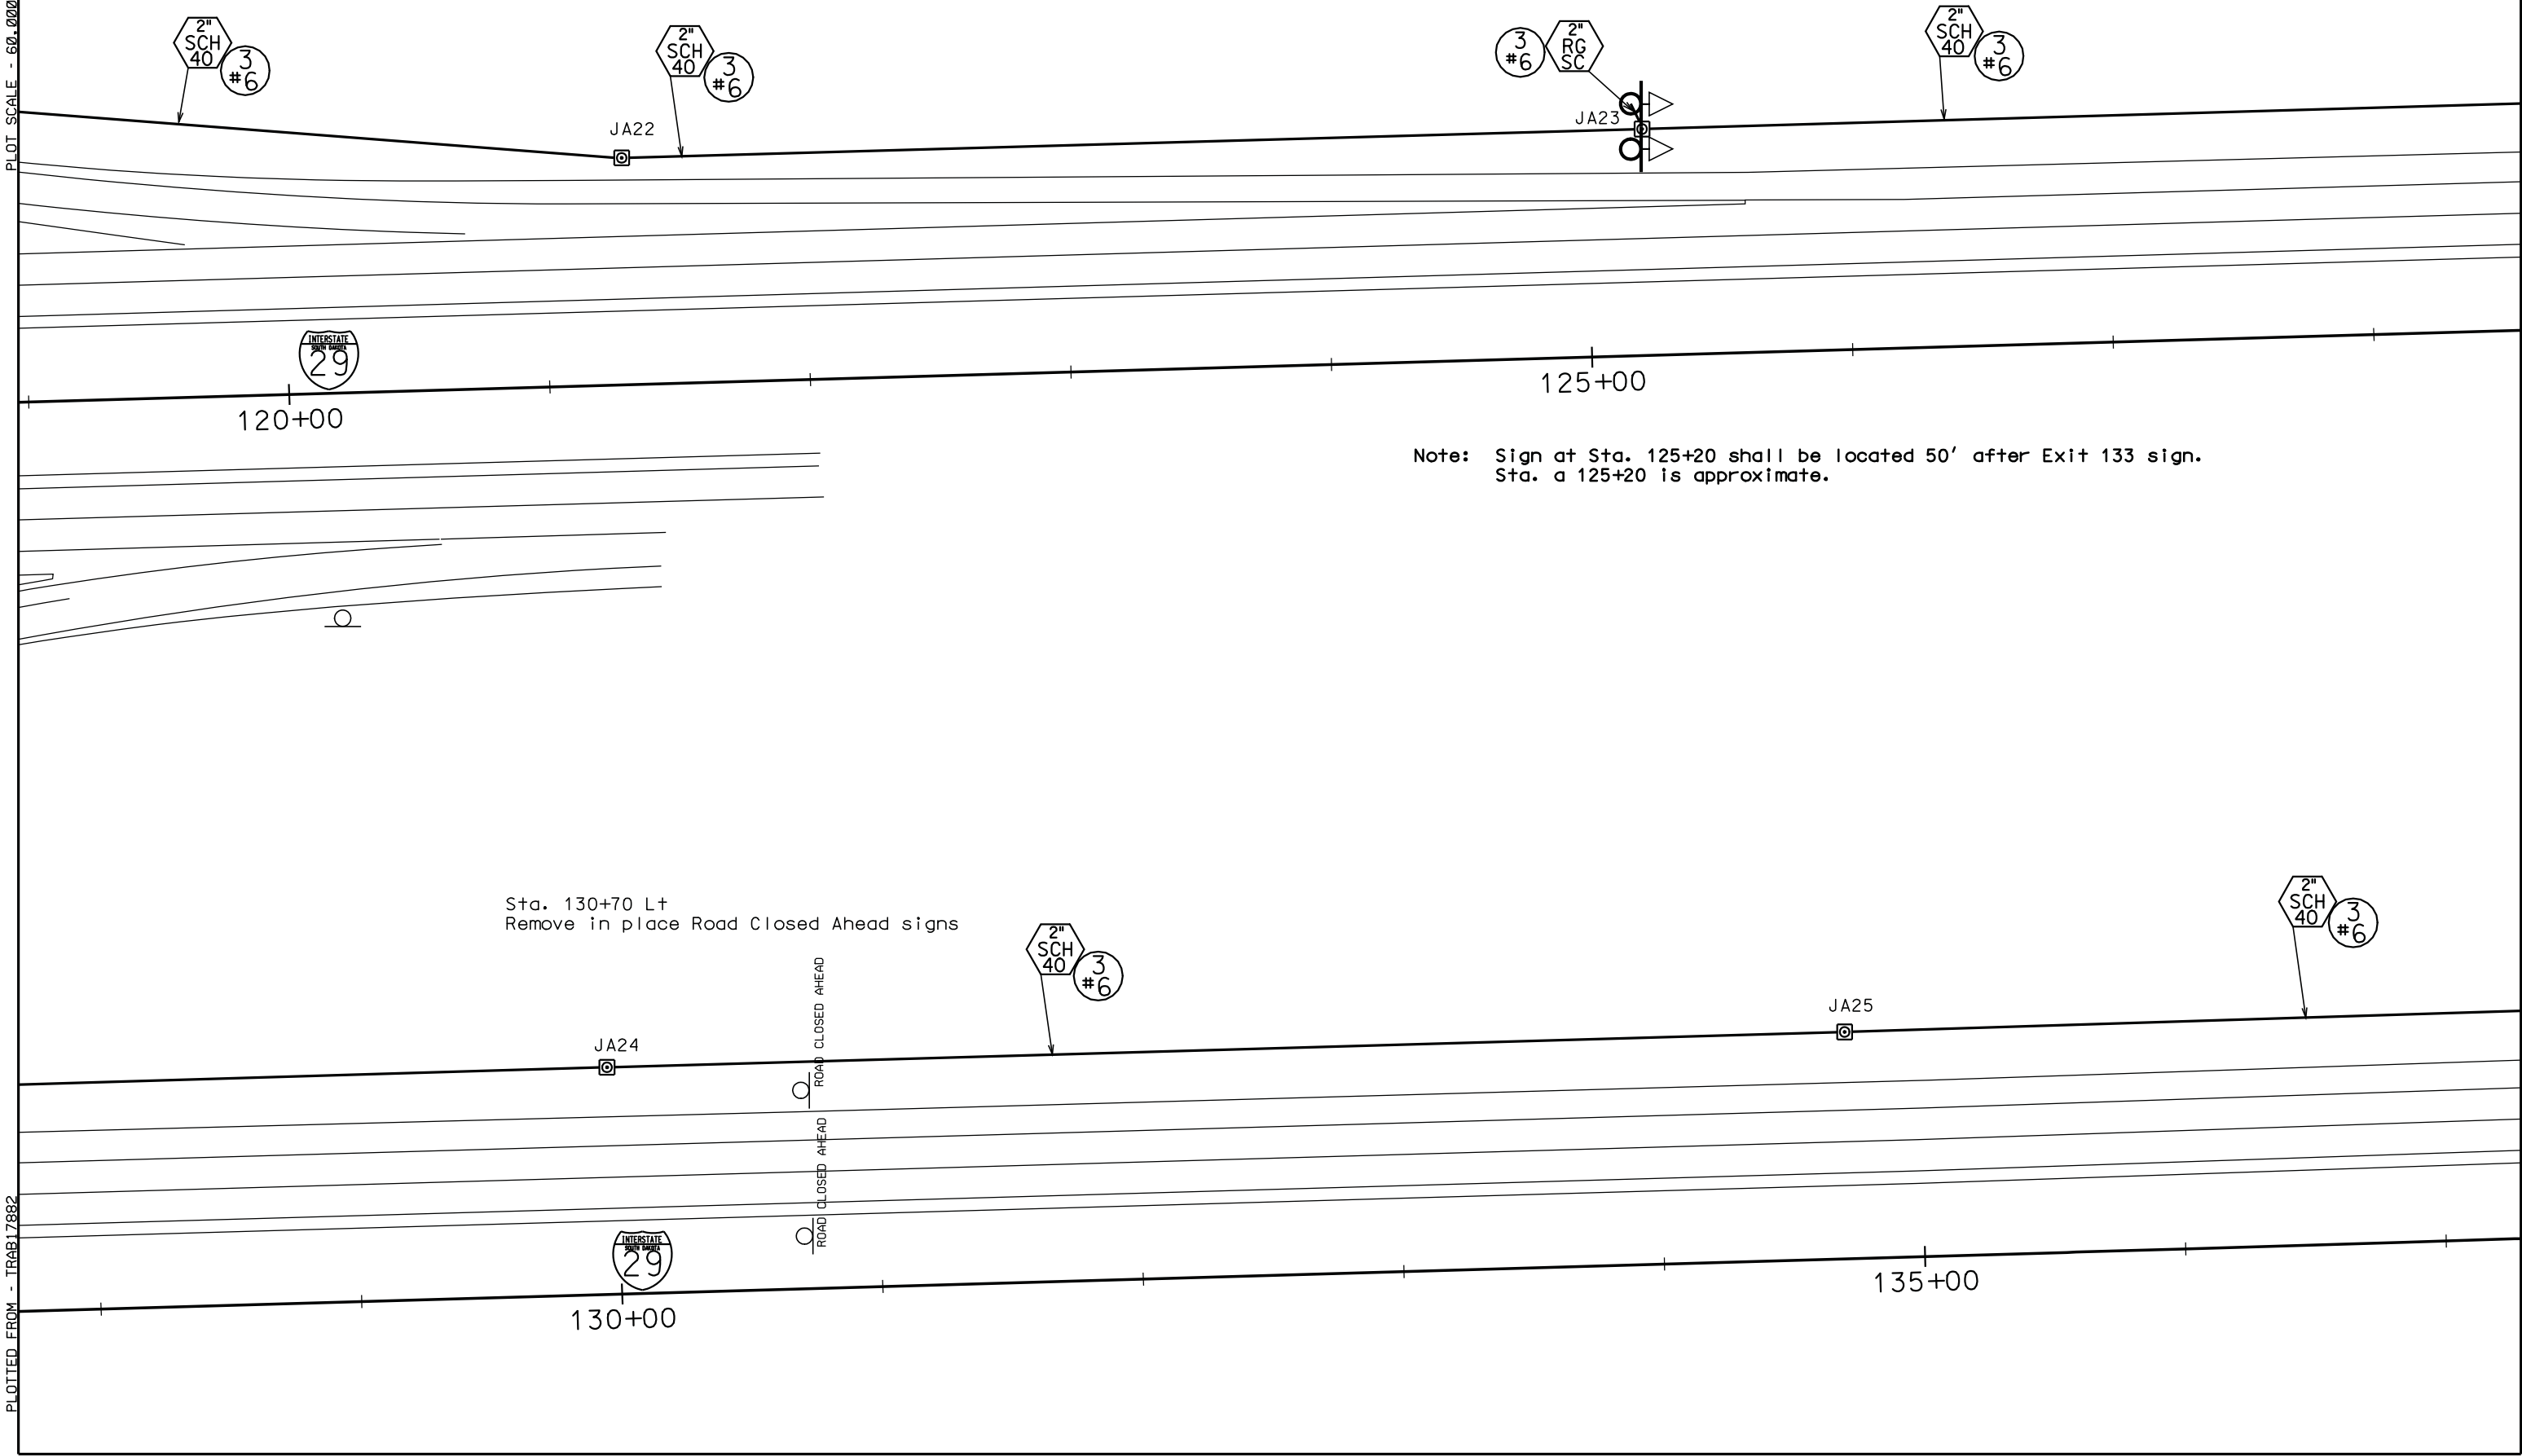 PLOT SCALE - 60.000
2"
SCH
40
3
#6
2"
SCH
40
3
#6
3
#6
2"
RG
SC
2"
SCH
40
3
#6
JA22
JA23
INTERSTATE
SOUTH DAKOTA
29
120+00
125+00
Note: Sign at Sta. 125+20 shall be located 50' after Exit 133 sign.
Sta. a 125+20 is approximate.
Sta. 130+70 Lt
Remove in place Road Closed Ahead signs
2"
SCH
40
3
#6
2"
SCH
40
3
#6
ROAD CLOSED AHEAD
JA24
JA25
ROAD CLOSED AHEAD
INTERSTATE
SOUTH DAKOTA
29
130+00
135+00
PLOTTED FROM - TRAB17882